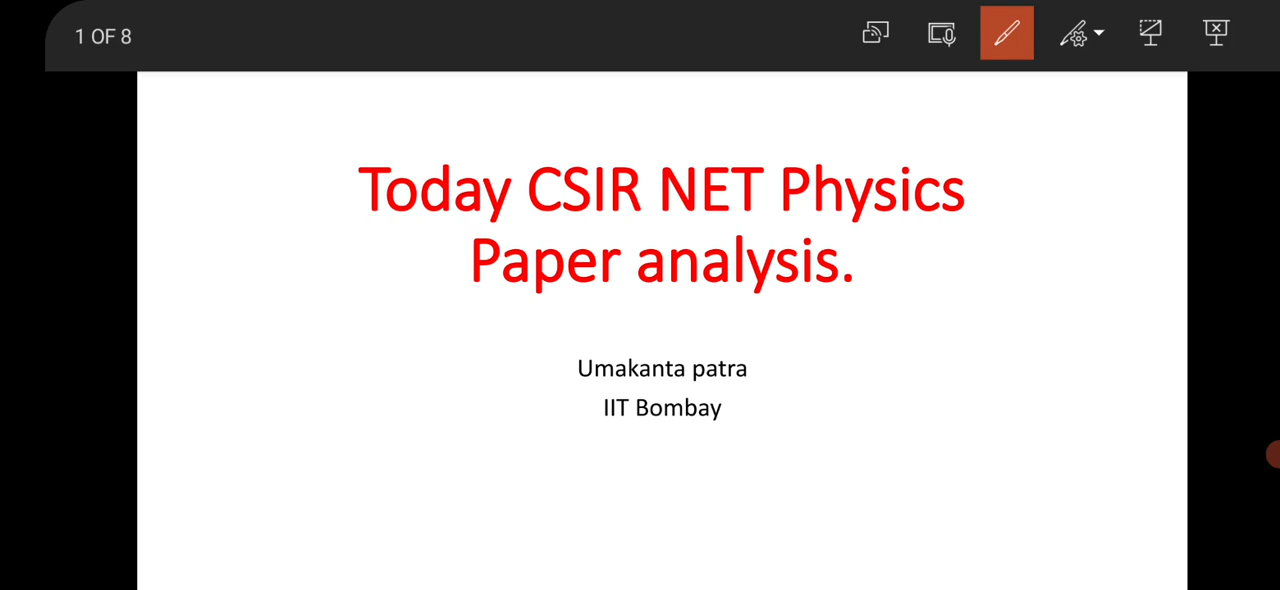 1 OF 8
Today CSIR NET Physics
Paper analysis.
Umakanta patra
IIT Bombay